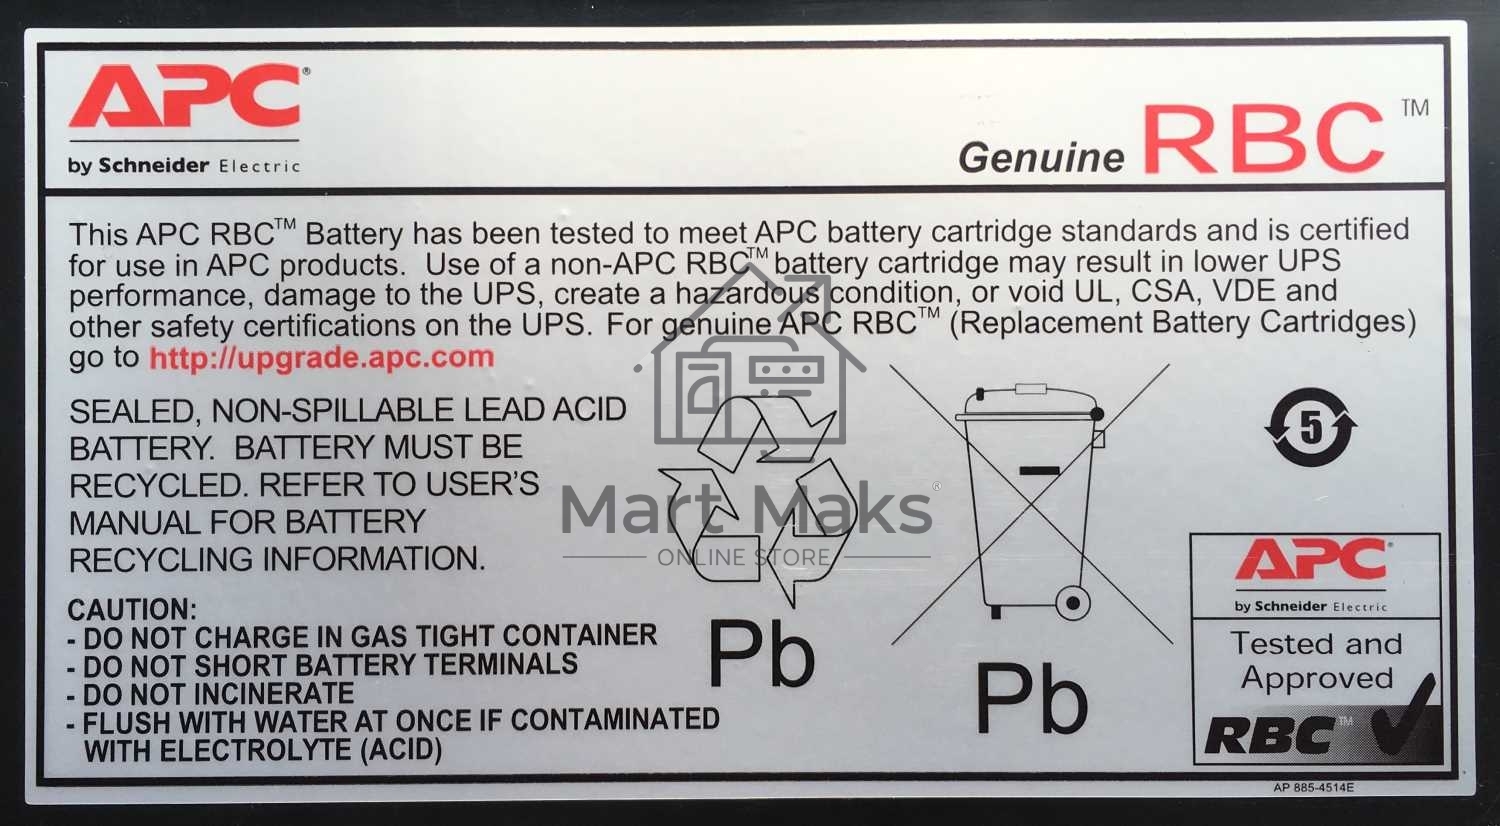 APC®
by Schneider Electric
Genuine RBC™
This APC RBC™ Battery has been tested to meet APC battery cartridge standards and is certified
for use in APC products.  Use of a non-APC RBC™ battery cartridge may result in lower UPS
performance, damage to the UPS, create a hazardous condition, or void UL, CSA, VDE and
other safety certifications on the UPS.  For genuine APC RBC™ (Replacement Battery Cartridges)
go to http://upgrade.apc.com
SEALED, NON-SPILLABLE LEAD ACID
BATTERY.  BATTERY MUST BE
RECYCLED. REFER TO USER'S
MANUAL FOR BATTERY
RECYCLING INFORMATION.
CAUTION:
- DO NOT CHARGE IN GAS TIGHT CONTAINER
- DO NOT SHORT BATTERY TERMINALS
- DO NOT INCINERATE
- FLUSH WITH WATER AT ONCE IF CONTAMINATED
WITH ELECTROLYTE (ACID)
Mart Maks®
ONLINE STORE
Pb
Pb
5
APC®
by Schneider Electric
Tested and
Approved
RBC™
AP 885-4514E